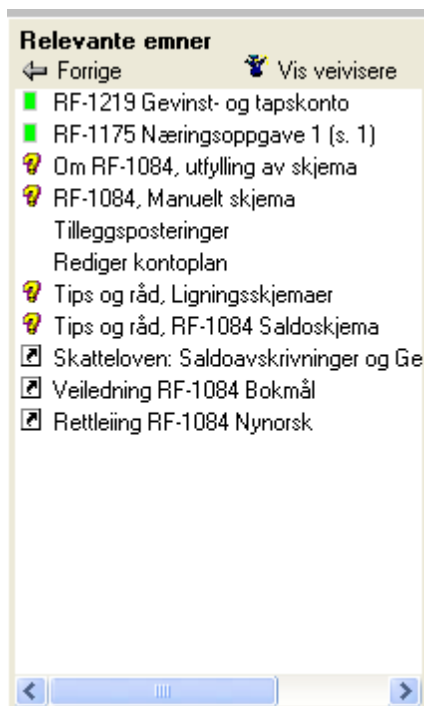 Relevante emner
Forrige Vis veivisere
RF-1219 Gevinst- og tapskonto
RF-1175 Næringsoppgave 1 (s. 1)
Om RF-1084, utfylling av skjema
RF-1084, Manuelt skjema
Tilleggsposteringer
Rediger kontoplan
Tips og råd, Ligningsskjemaer
Tips og råd, RF-1084 Saldoskjema
Skatteloven: Saldoavskrivninger og Ge
Veiledning RF-1084 Bokmål
Rettleiing RF-1084 Nynorsk